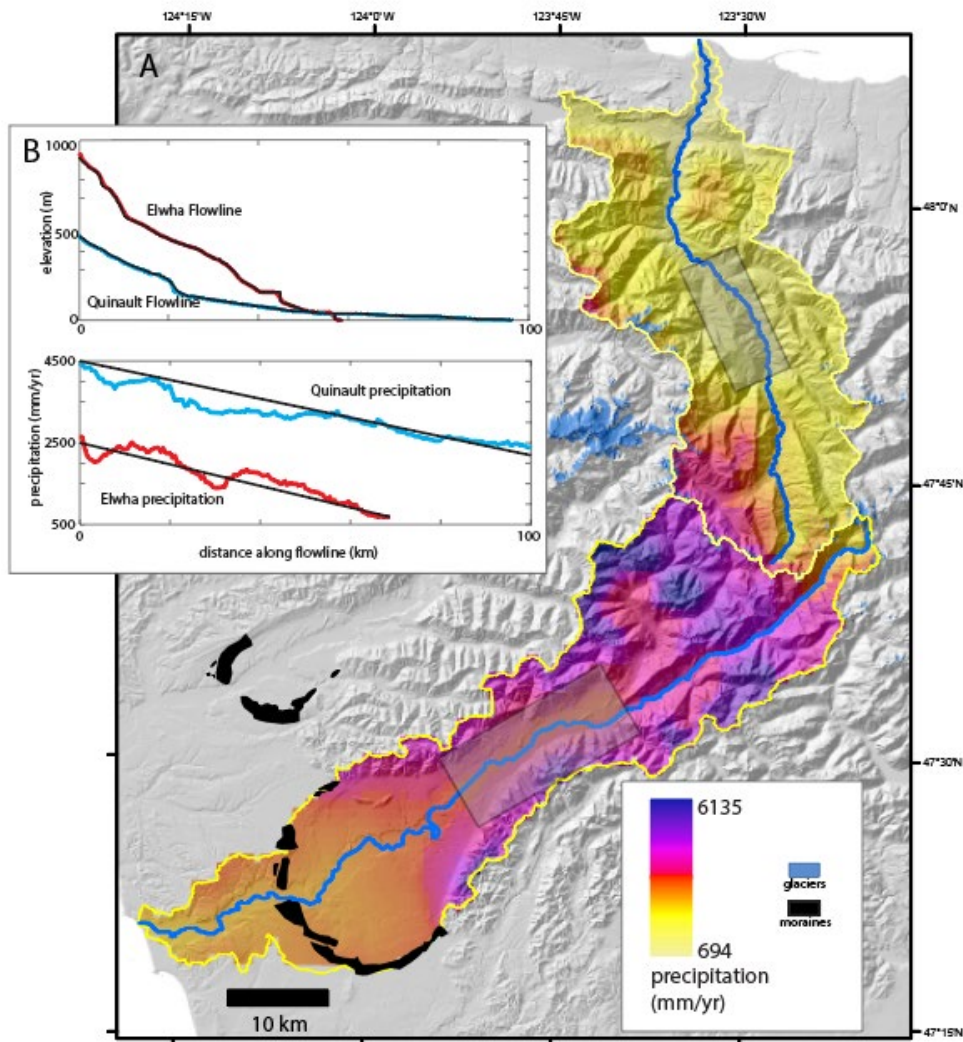 124°15'W 124°0'W 123°45'W 123°30'W
A
B
1000
500
0
elevation (m)
Elwha Flowline
Quinault Flowline
0 100
4500
2500
500
precipitation (mm/yr)
Quinault precipitation
Elwha precipitation
0 100
distance along flowline (km)
48°0'N
47°45'N
47°30'N
47°15'N
6135
694
precipitation
(mm/yr)
glaciers
moraines
10 km